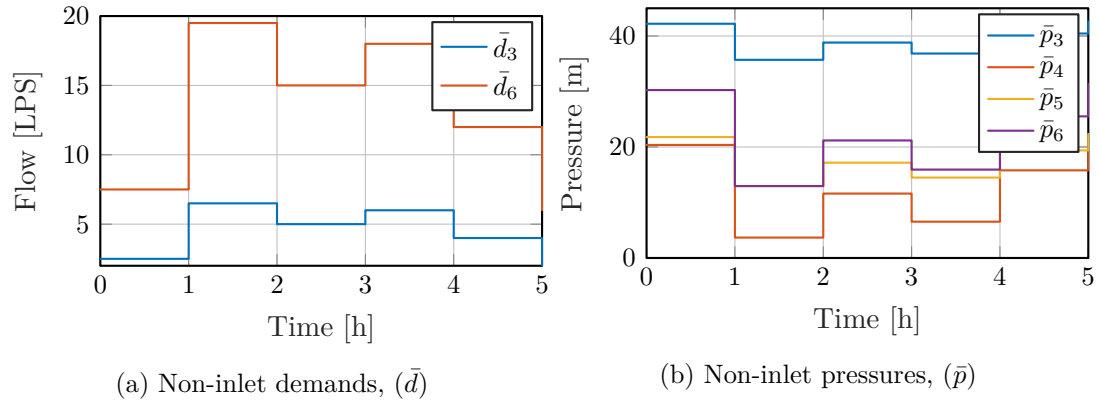 20
15
10
5
0
1
2
3
4
5
Flow [LPS]
Time [h]
d̄₃
d̄₆
(a) Non-inlet demands, (d̄)
40
20
0
0
1
2
3
4
5
Pressure [m]
Time [h]
p̄₃
p̄₄
p̄₅
p̄₆
(b) Non-inlet pressures, (p̄)